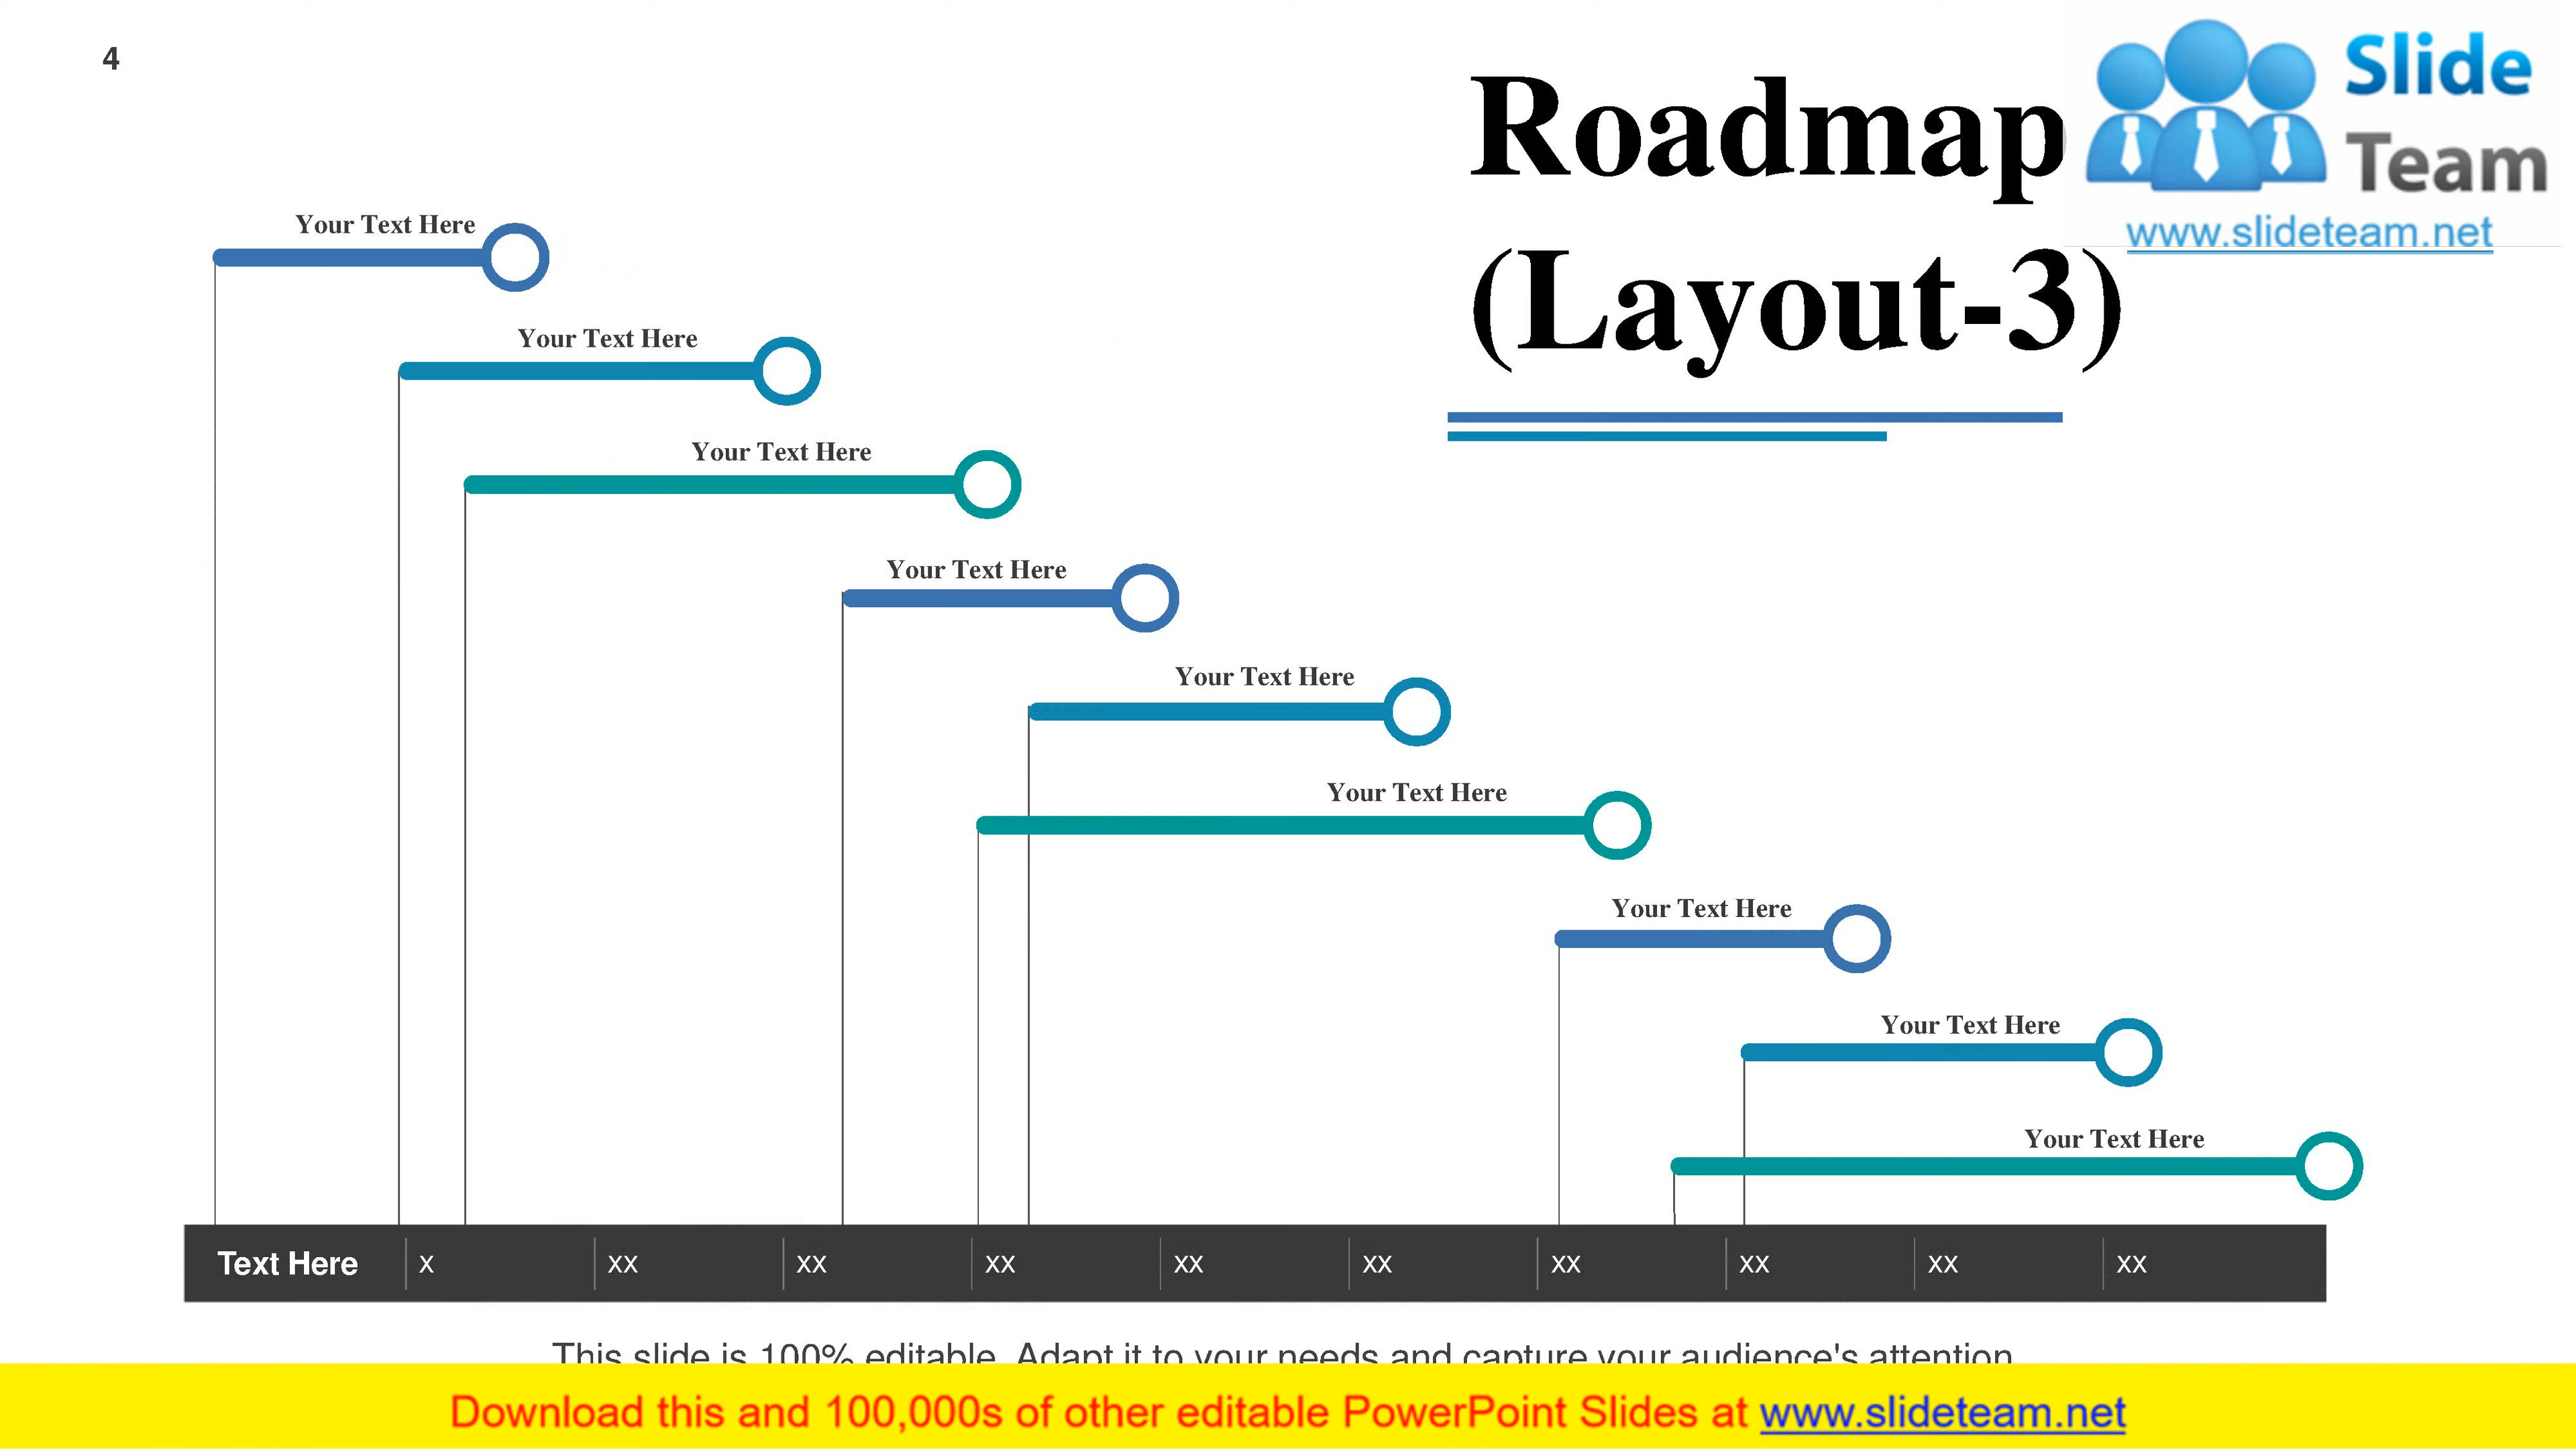 4
Roadmap
(Layout-3)
Slide
Team
www.slideteam.net
Your Text Here
Your Text Here
Your Text Here
Your Text Here
Your Text Here
Your Text Here
Your Text Here
Your Text Here
Your Text Here
Text Here x xx xx xx xx xx xx xx xx xx
This slide is 100% editable. Adapt it to your needs and capture your audience's attention
Download this and 100,000s of other editable PowerPoint Slides at www.slideteam.net